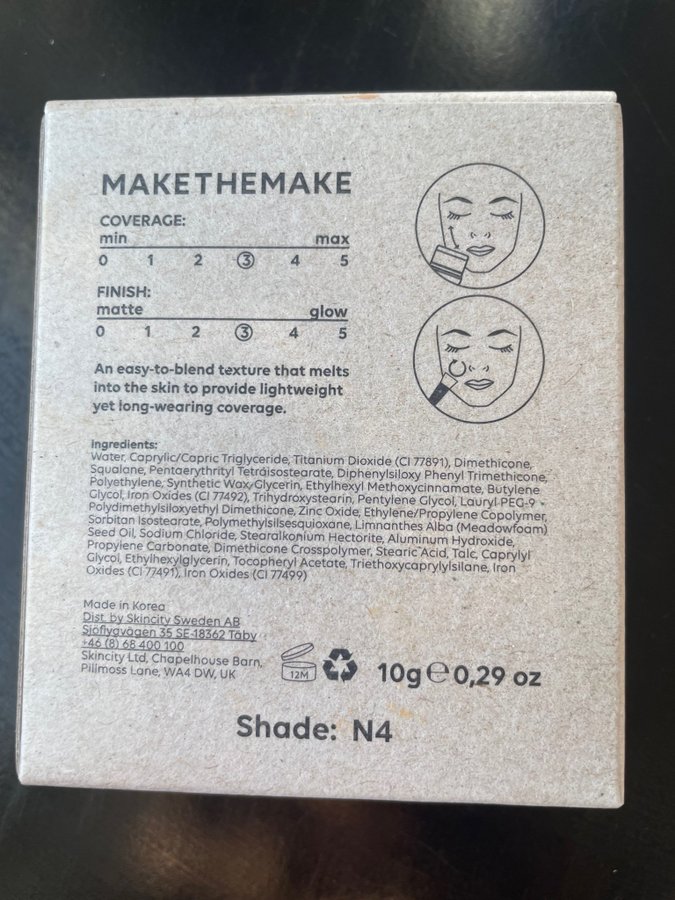 MAKETHEMAKE
COVERAGE:
min max
0 1 2 3 4 5
FINISH:
matte glow
0 1 2 3 4 5
An easy-to-blend texture that melts
into the skin to provide lightweight
yet long-wearing coverage.
Ingredients:
Water, Caprylic/Capric Triglyceride, Titanium Dioxide (CI 77891), Dimethicone,
Squalane, Pentaerythrityl Tetraisostearate, Diphenylsiloxy Phenyl Trimethicone,
Polyethylene, Synthetic Wax, Glycerin, Ethylhexyl Methoxycinnamate, Butylene
Glycol, Iron Oxides (CI 77492), Trihydroxystearin, Pentylene Glycol, Lauryl PEG-9
Polydimethylsiloxyethyl Dimethicone, Zinc Oxide, Ethylene/Propylene Copolymer,
Sorbitan Isostearate, Polymethylsilsesquioxane, Limnanthes Alba (Meadowfoam)
Seed Oil, Sodium Chloride, Stearalkonium Hectorite, Aluminum Hydroxide,
Propylene Carbonate, Dimethicone Crosspolymer, Stearic Acid, Talc, Caprylyl
Glycol, Ethylhexylglycerin, Tocopheryl Acetate, Triethoxycaprylylsilane, Iron
Oxides (CI 77491), Iron Oxides (CI 77499)
Made in Korea
Dist. by Skincity Sweden AB
Sjöflygvägen 35 SE-18362 Täby
+46 (8) 68 400 100
Skincity Ltd, Chapelhouse Barn,
Pillmoss Lane, WA4 DW, UK
12M
10g ℮ 0,29 oz
Shade: N4